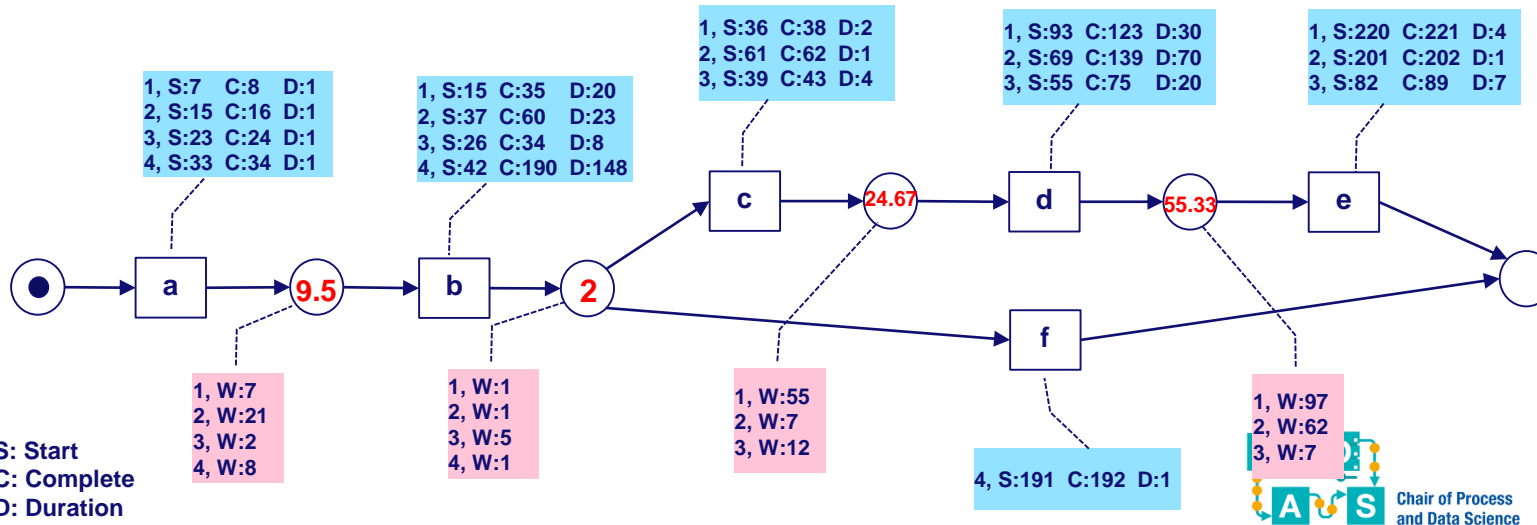 1, S:7 C:8 D:1
2, S:15 C:16 D:1
3, S:23 C:24 D:1
4, S:33 C:34 D:1
1, S:15 C:35 D:20
2, S:37 C:60 D:23
3, S:26 C:34 D:8
4, S:42 C:190 D:148
1, S:36 C:38 D:2
2, S:61 C:62 D:1
3, S:39 C:43 D:4
1, S:93 C:123 D:30
2, S:69 C:139 D:70
3, S:55 C:75 D:20
1, S:220 C:221 D:4
2, S:201 C:202 D:1
3, S:82 C:89 D:7
c
24.67
d
55.33
e
a
9.5
b
2
f
1, W:7
2, W:21
3, W:2
4, W:8
1, W:1
2, W:1
3, W:5
4, W:1
1, W:55
2, W:7
3, W:12
1, W:97
2, W:62
3, W:7
4, S:191 C:192 D:1
S: Start
C: Complete
D: Duration
A S
Chair of Process
and Data Science